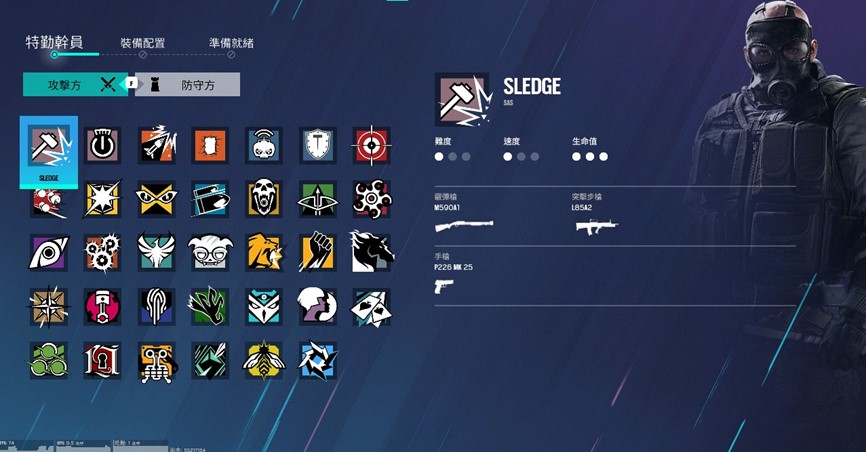 特勤幹員 裝備配置 準備就緒
攻擊方 F 防守方
SLEDGE
SLEDGE
SAS
難度 速度 生命值
霰彈槍 突擊步槍
M590A1 L85A2
手槍
P226 MK 25